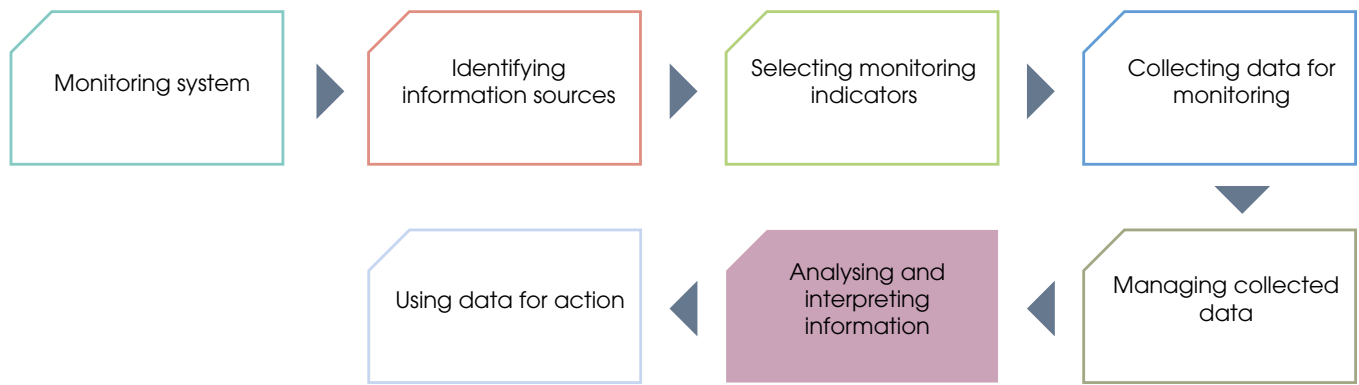 Monitoring system
Identifying
information sources
Selecting monitoring
indicators
Collecting data for
monitoring
Managing collected
data
Analysing and
interpreting
information
Using data for action